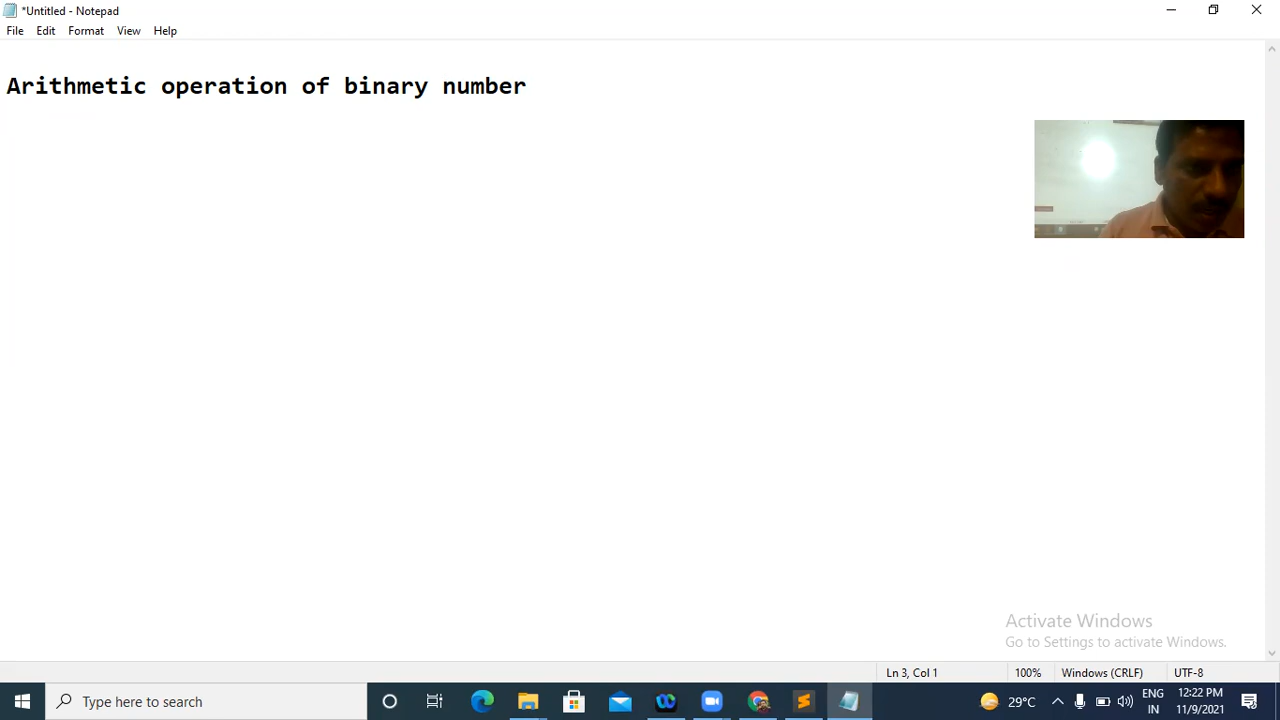 *Untitled - Notepad
File Edit Format View Help
Arithmetic operation of binary number
Activate Windows
Go to Settings to activate Windows.
Ln 3, Col 1 100% Windows (CRLF) UTF-8
Type here to search
29°C
ENG
IN
12:22 PM
11/9/2021